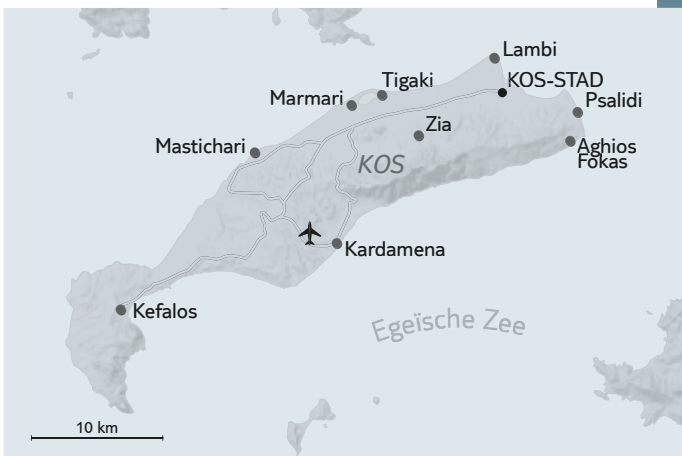 Lambi
Tigaki
KOS-STAD
Marmari
Psalidi
Zia
Mastichari
Aghios
Fokas
KOS
Kardamena
Kefalos
Egeïsche Zee
10 km